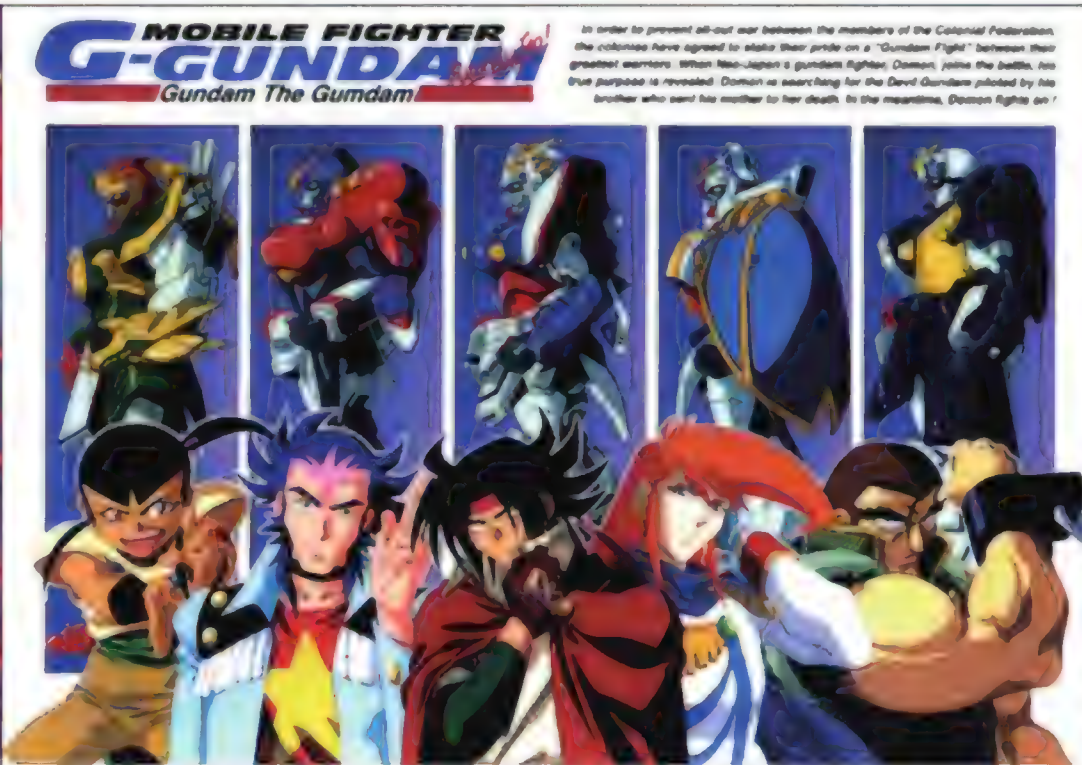 MOBILE FIGHTER
G-GUNDAM
Gundam The Gumdam
In order to prevent all-out war between the members of the Colonial Federation,
the colonies have agreed to stake their pride on a "Gundam Fight" between their
greatest warriors. When Neo-Japan's gundam fighter, Domon, joins the battle, his
true purpose is revealed. Domon is searching for the Devil Gundam piloted by his
brother who sent his mother to her death. In the meantime, Domon fights on !